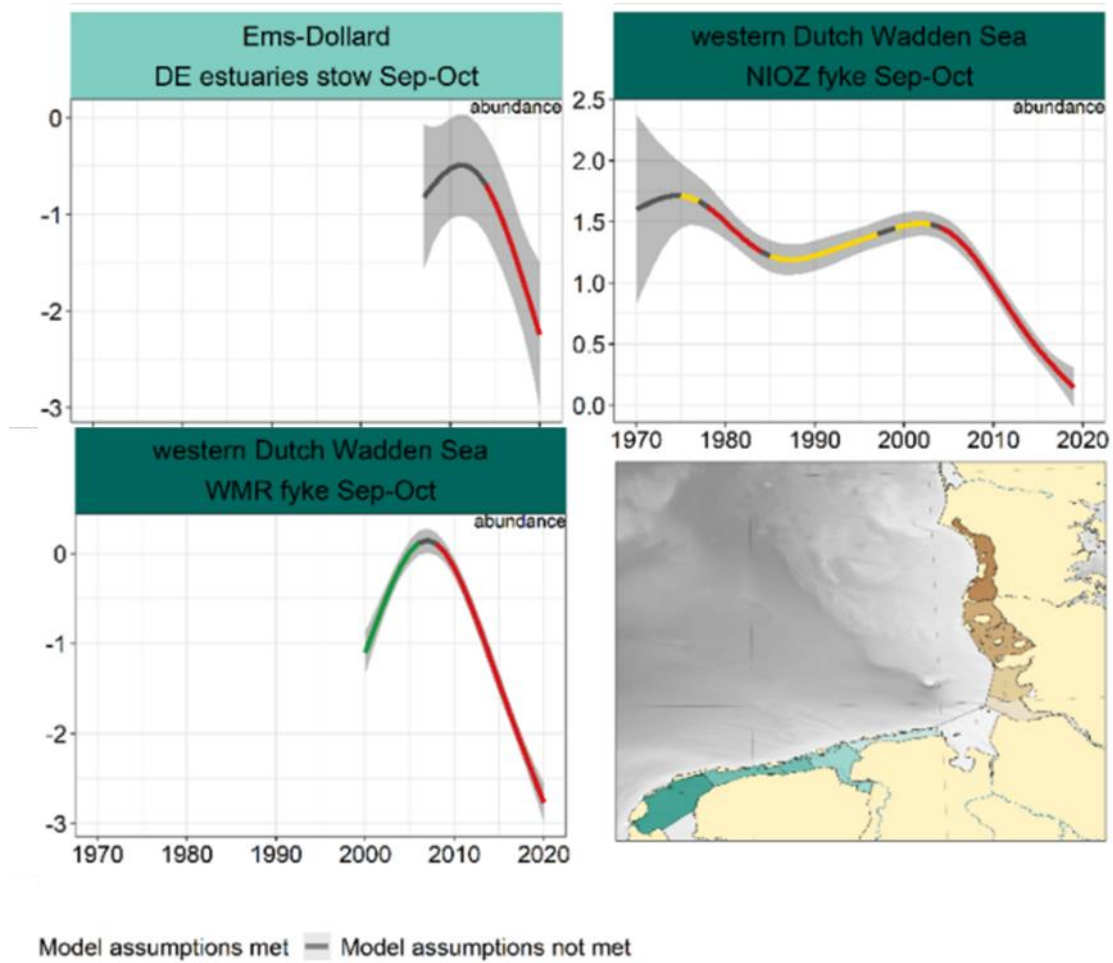 Ems-Dollard
DE estuaries stow Sep-Oct
abundance
0
-1
-2
-3
western Dutch Wadden Sea
NIOZ fyke Sep-Oct
abundance
2.5
2.0
1.5
1.0
0.5
0.0
1970 1980 1990 2000 2010 2020
western Dutch Wadden Sea
WMR fyke Sep-Oct
abundance
0
-1
-2
-3
1970 1980 1990 2000 2010 2020
Model assumptions met Model assumptions not met